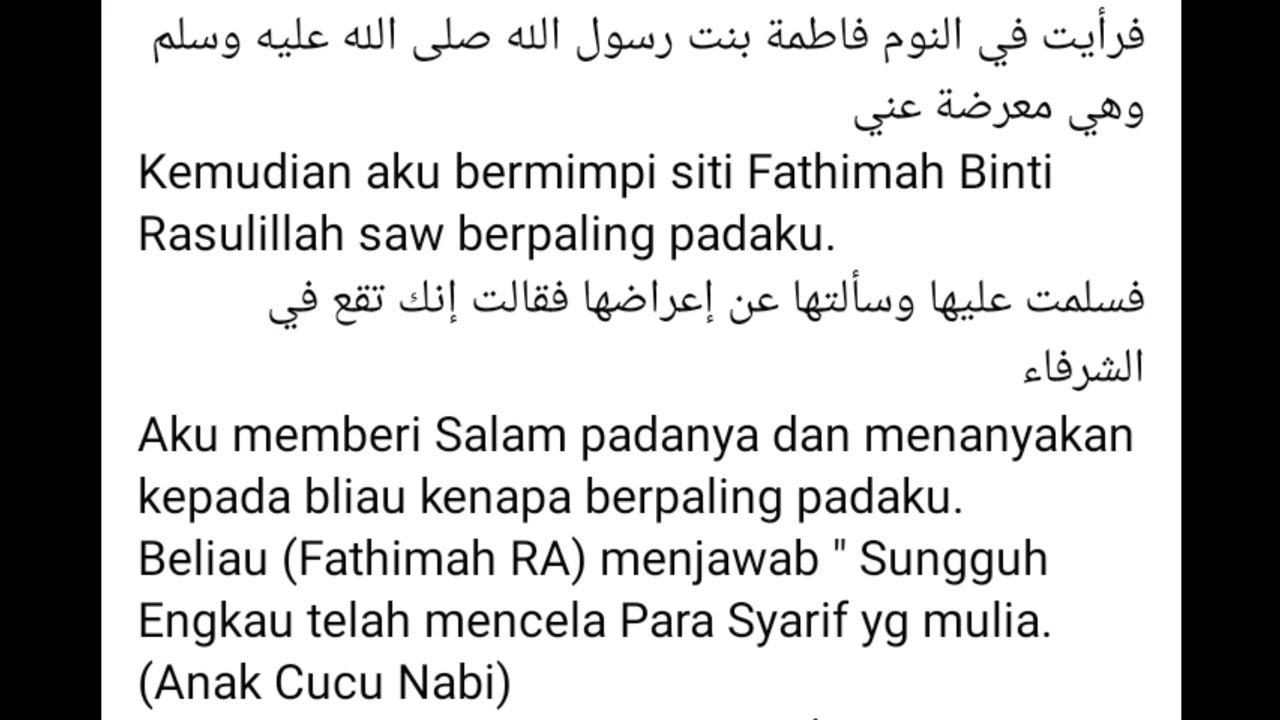 فرأيت في النوم فاطمة بنت رسول الله صلى الله عليه وسلم
وهي معرضة عني
Kemudian aku bermimpi siti Fathimah Binti
Rasulillah saw berpaling padaku.
فسلمت عليها وسألتها عن إعراضها فقالت إنك تقع في
الشرفاء
Aku memberi Salam padanya dan menanyakan
kepada bliau kenapa berpaling padaku.
Beliau (Fathimah RA) menjawab " Sungguh
Engkau telah mencela Para Syarif yg mulia.
(Anak Cucu Nabi)